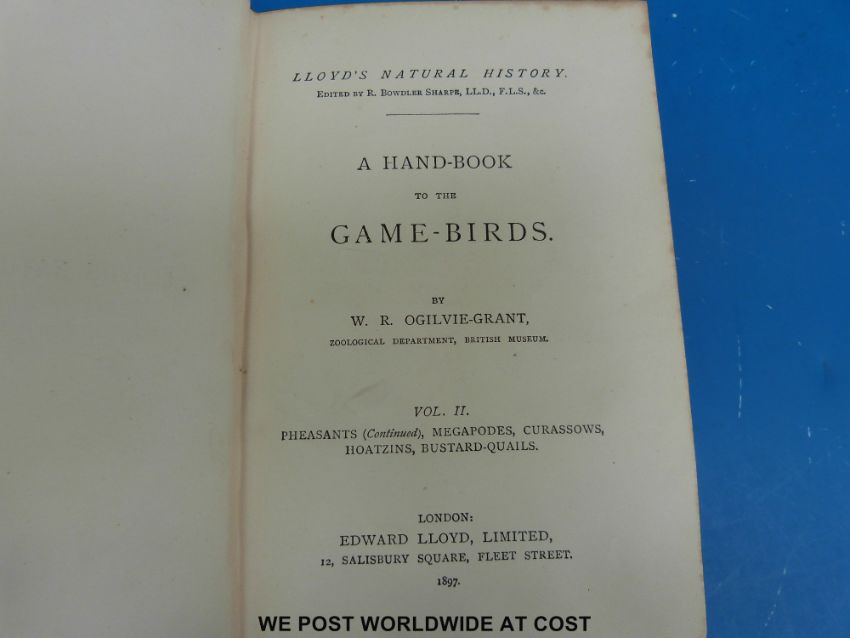 LLOYD'S NATURAL HISTORY.
EDITED BY R. BOWDLER SHARPE, LL.D., F.L.S., &c.
A HAND-BOOK
TO THE
GAME-BIRDS.
BY
W. R. OGILVIE-GRANT,
ZOOLOGICAL DEPARTMENT, BRITISH MUSEUM.
VOL. II.
PHEASANTS (Continued), MEGAPODES, CURASSOWS,
HOATZINS, BUSTARD-QUAILS.
LONDON:
EDWARD LLOYD, LIMITED,
12, SALISBURY SQUARE, FLEET STREET.
1897.
WE POST WORLDWIDE AT COST